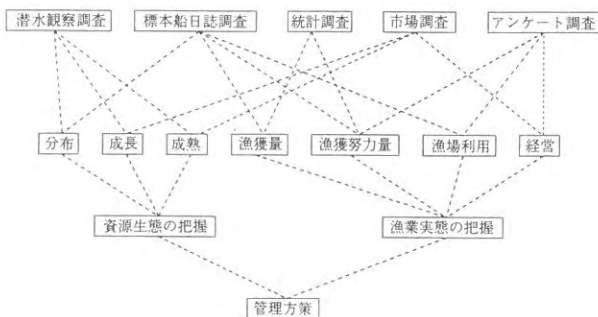 潜水観察調査
標本船日誌調査
統計調査
市場調査
アンケート調査
分布
成長
成熟
漁獲量
漁獲努力量
漁場利用
経営
資源生態の把握
漁業実態の把握
管理方策